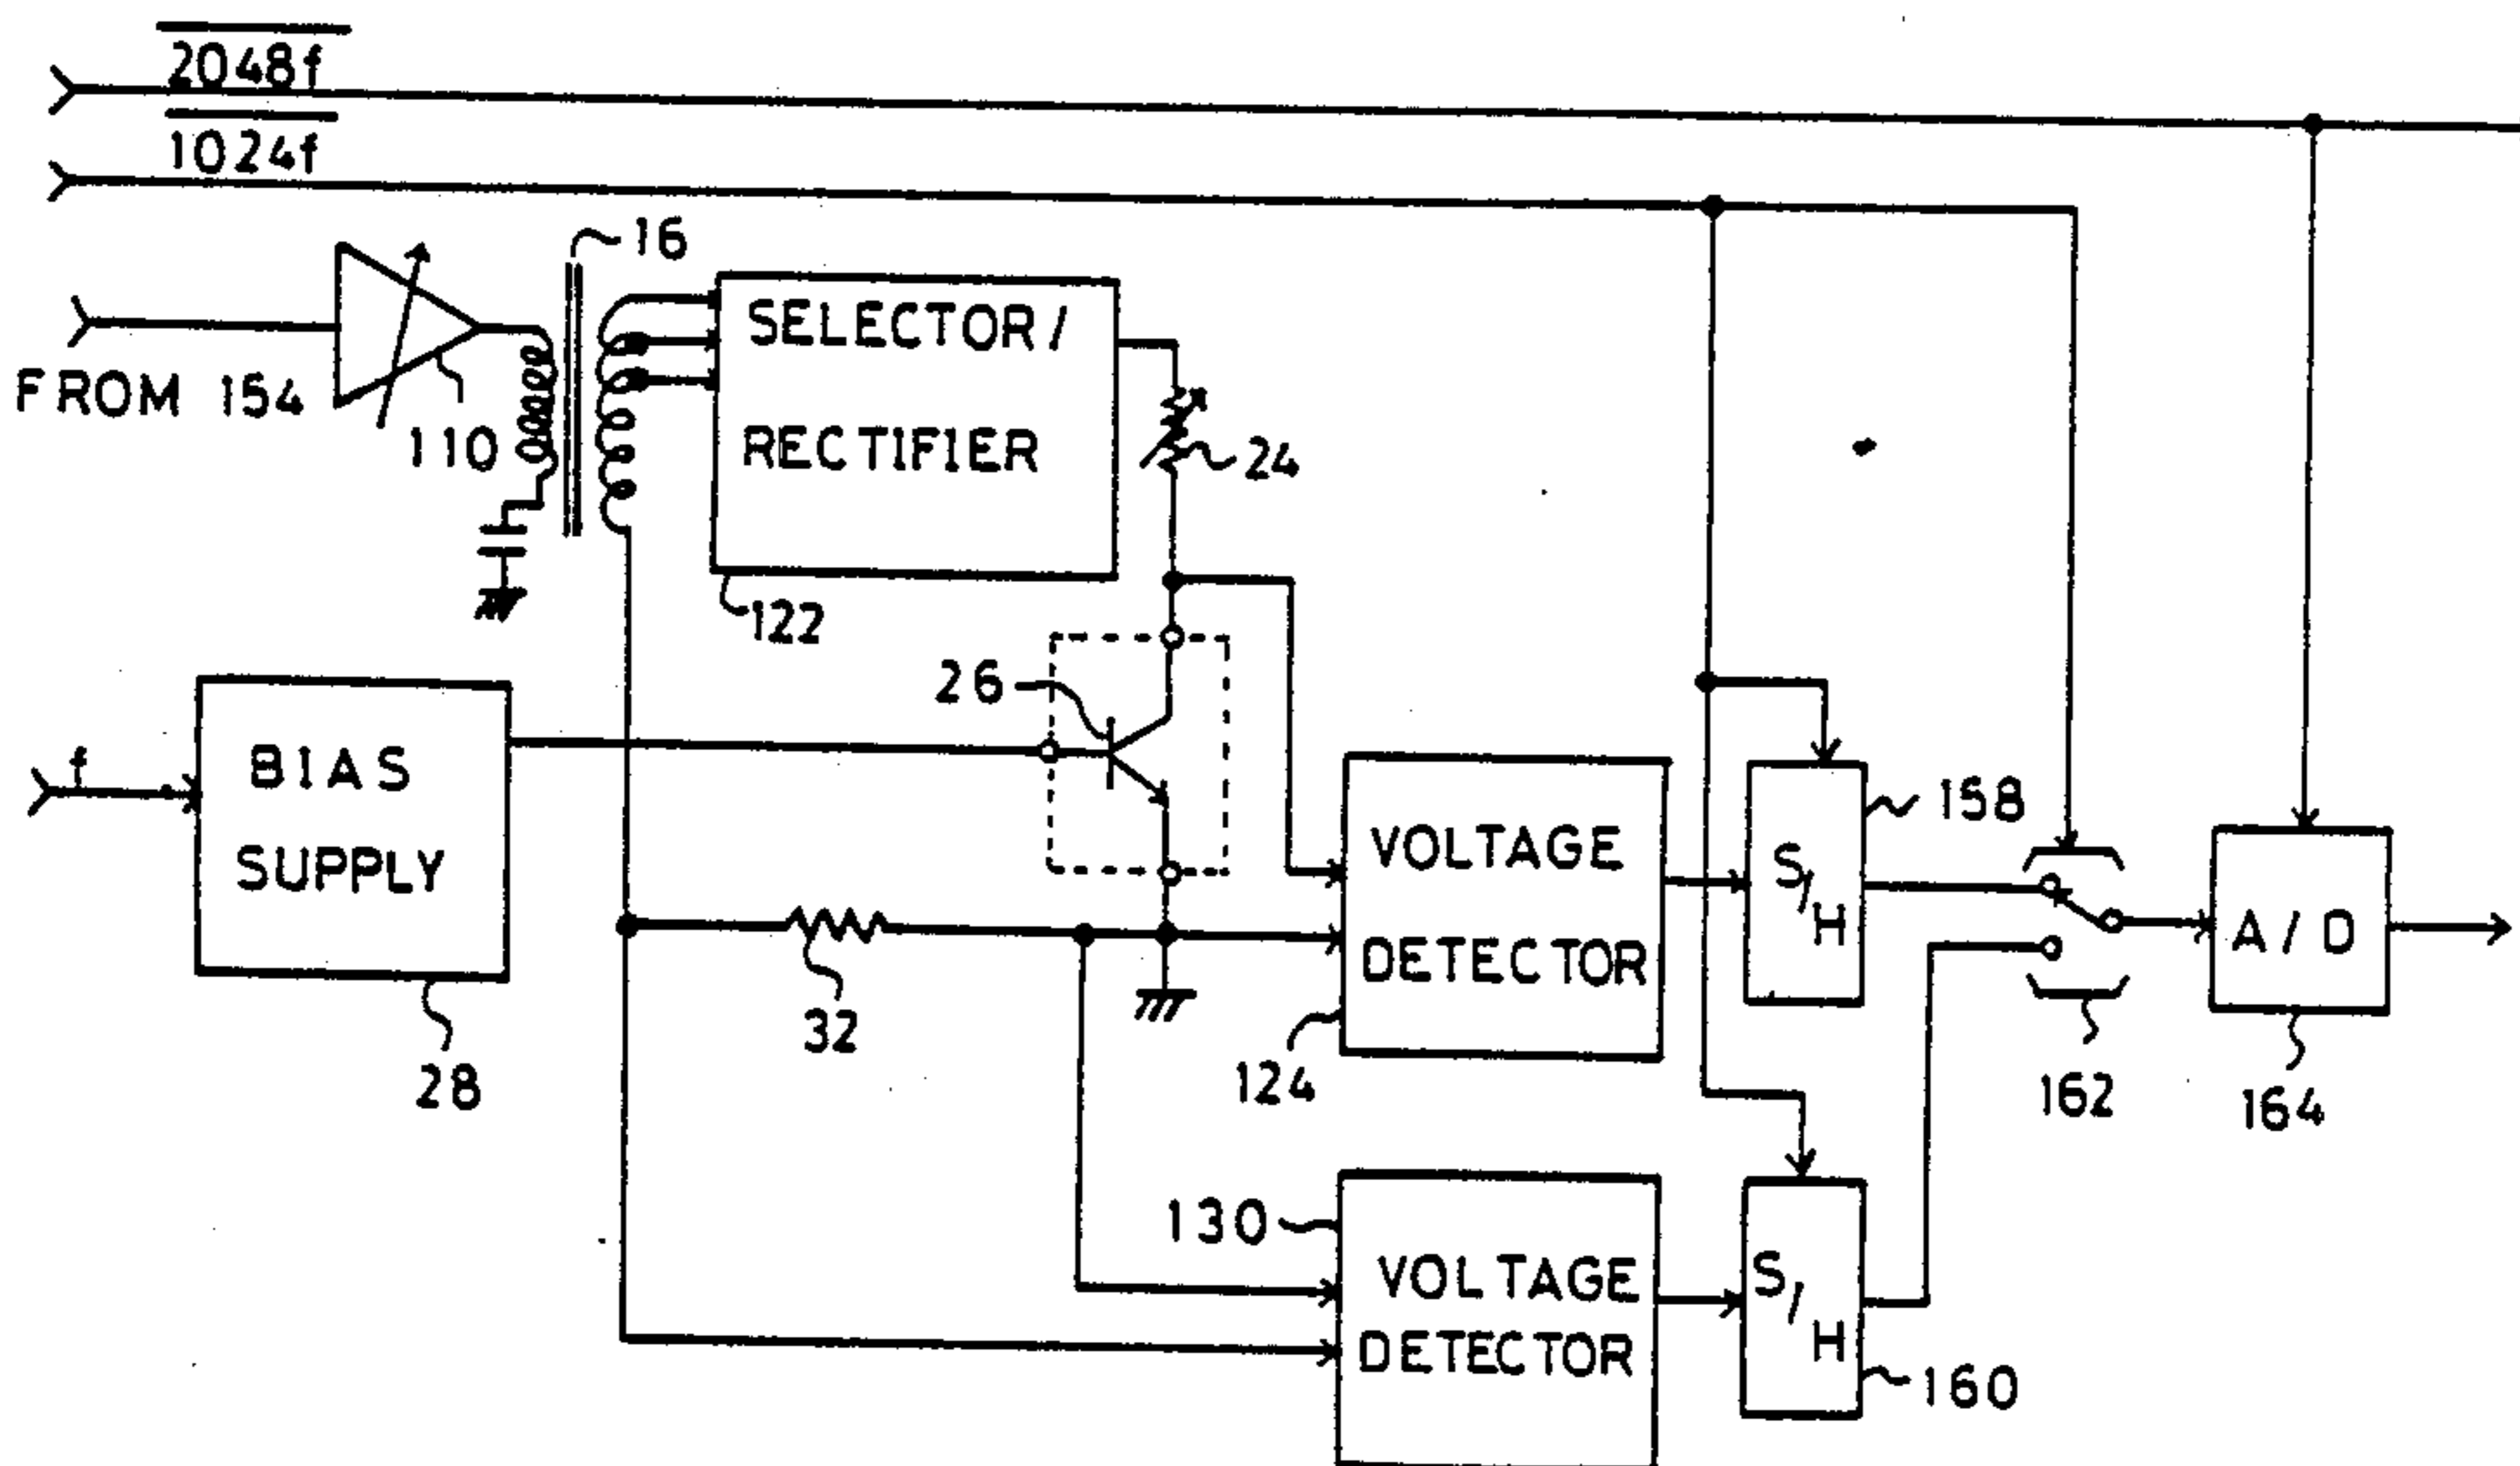 2048f
1024f
16
SELECTOR/
RECTIFIER
FROM 154
110
24
122
26
f
BIAS
SUPPLY
28
32
VOLTAGE
DETECTOR
124
S/H
158
162
A/D
164
130
VOLTAGE
DETECTOR
S/H
160